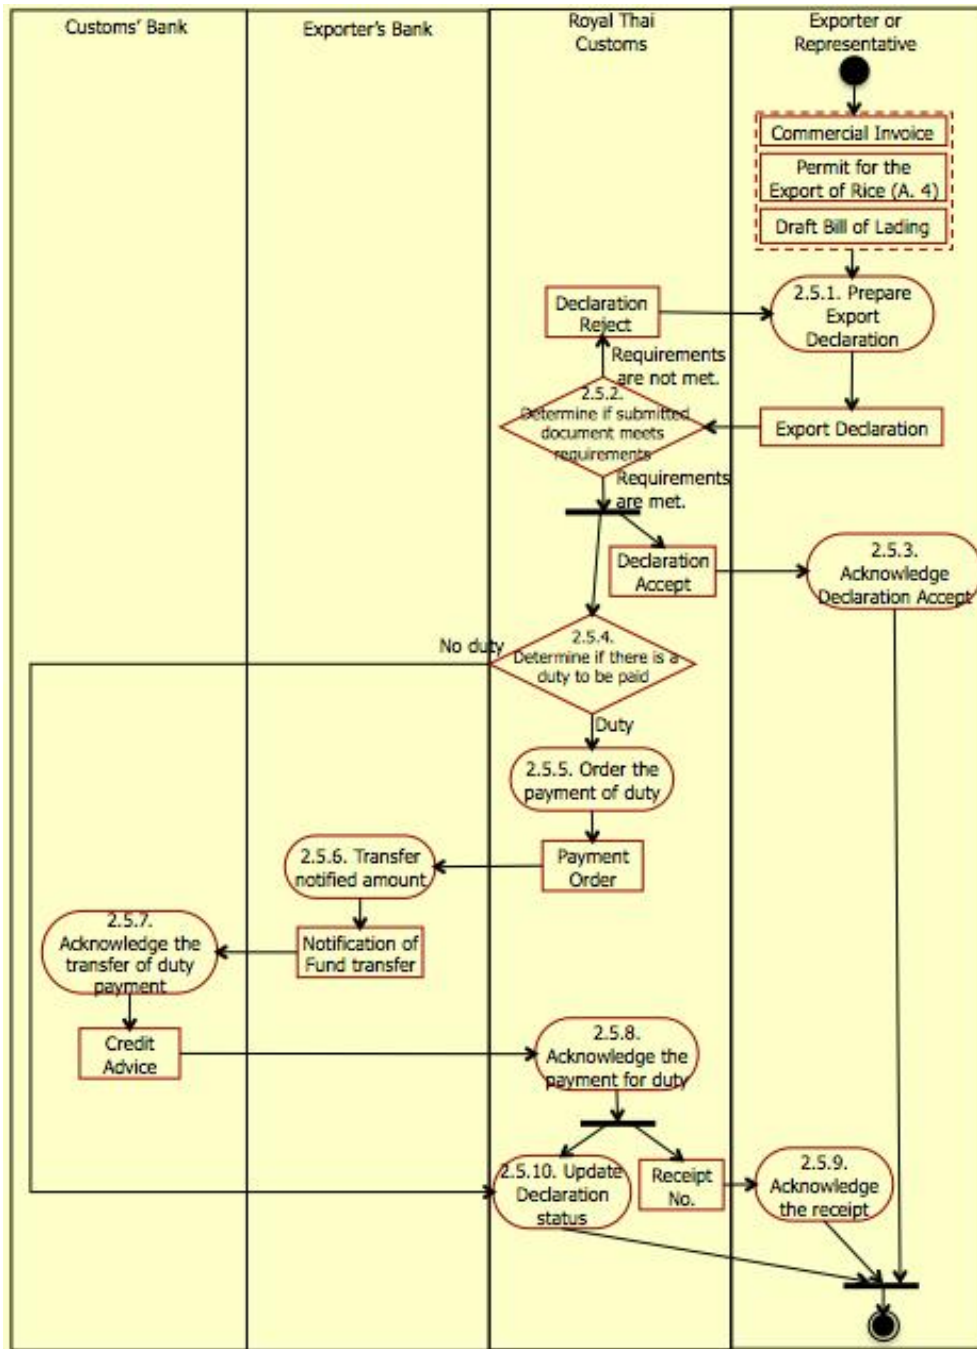 Customs' Bank
Exporter's Bank
Royal Thai
Customs
Exporter or
Representative
Commercial Invoice
Permit for the
Export of Rice (A. 4)
Draft Bill of Lading
2.5.1. Prepare
Export
Declaration
Declaration
Reject
Requirements
are not met.
2.5.2.
Determine if submitted
document meets
requirements
Export Declaration
Requirements
are met.
Declaration
Accept
2.5.3.
Acknowledge
Declaration Accept
No duty
2.5.4.
Determine if there is a
duty to be paid
Duty
2.5.5. Order the
payment of duty
Payment
Order
2.5.6. Transfer
notified amount
Notification of
Fund transfer
2.5.7.
Acknowledge the
transfer of duty
payment
Credit
Advice
2.5.8.
Acknowledge the
payment for duty
2.5.10. Update
Declaration
status
Receipt
No.
2.5.9.
Acknowledge
the receipt